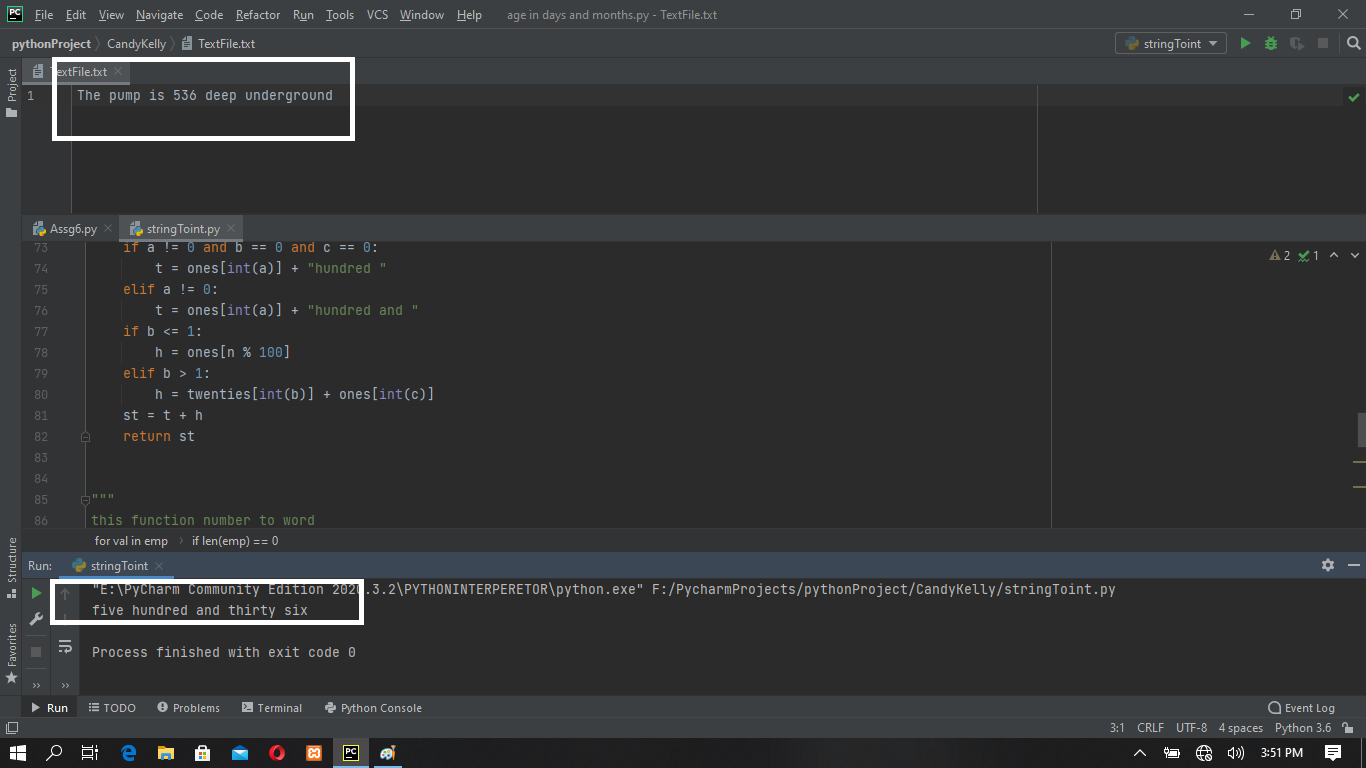 PC File Edit View Navigate Code Refactor Run Tools VCS Window Help age in days and months.py - TextFile.txt
pythonProject CandyKelly TextFile.txt stringToint
Project
TextFile.txt
1 The pump is 536 deep underground
Assg6.py stringToint.py
73 if a != 0 and b == 0 and c == 0:
2 1
74 t = ones[int(a)] + "hundred "
75 elif a != 0:
76 t = ones[int(a)] + "hundred and "
77 if b <= 1:
78 h = ones[n % 100]
79 elif b > 1:
80 h = twenties[int(b)] + ones[int(c)]
81 st = t + h
82 return st
83
84
85 """
86 this function number to word
for val in emp › if len(emp) == 0
Structure
Favorites
Run: stringToint
"E:\PyCharm Community Edition 2020.3.2\PYTHONINTERPERETOR\python.exe" F:/PycharmProjects/pythonProject/CandyKelly/stringToint.py
five hundred and thirty six
Process finished with exit code 0
» »
Run TODO Problems Terminal Python Console Event Log
3:1 CRLF UTF-8 4 spaces Python 3.6
PC 3:51 PM